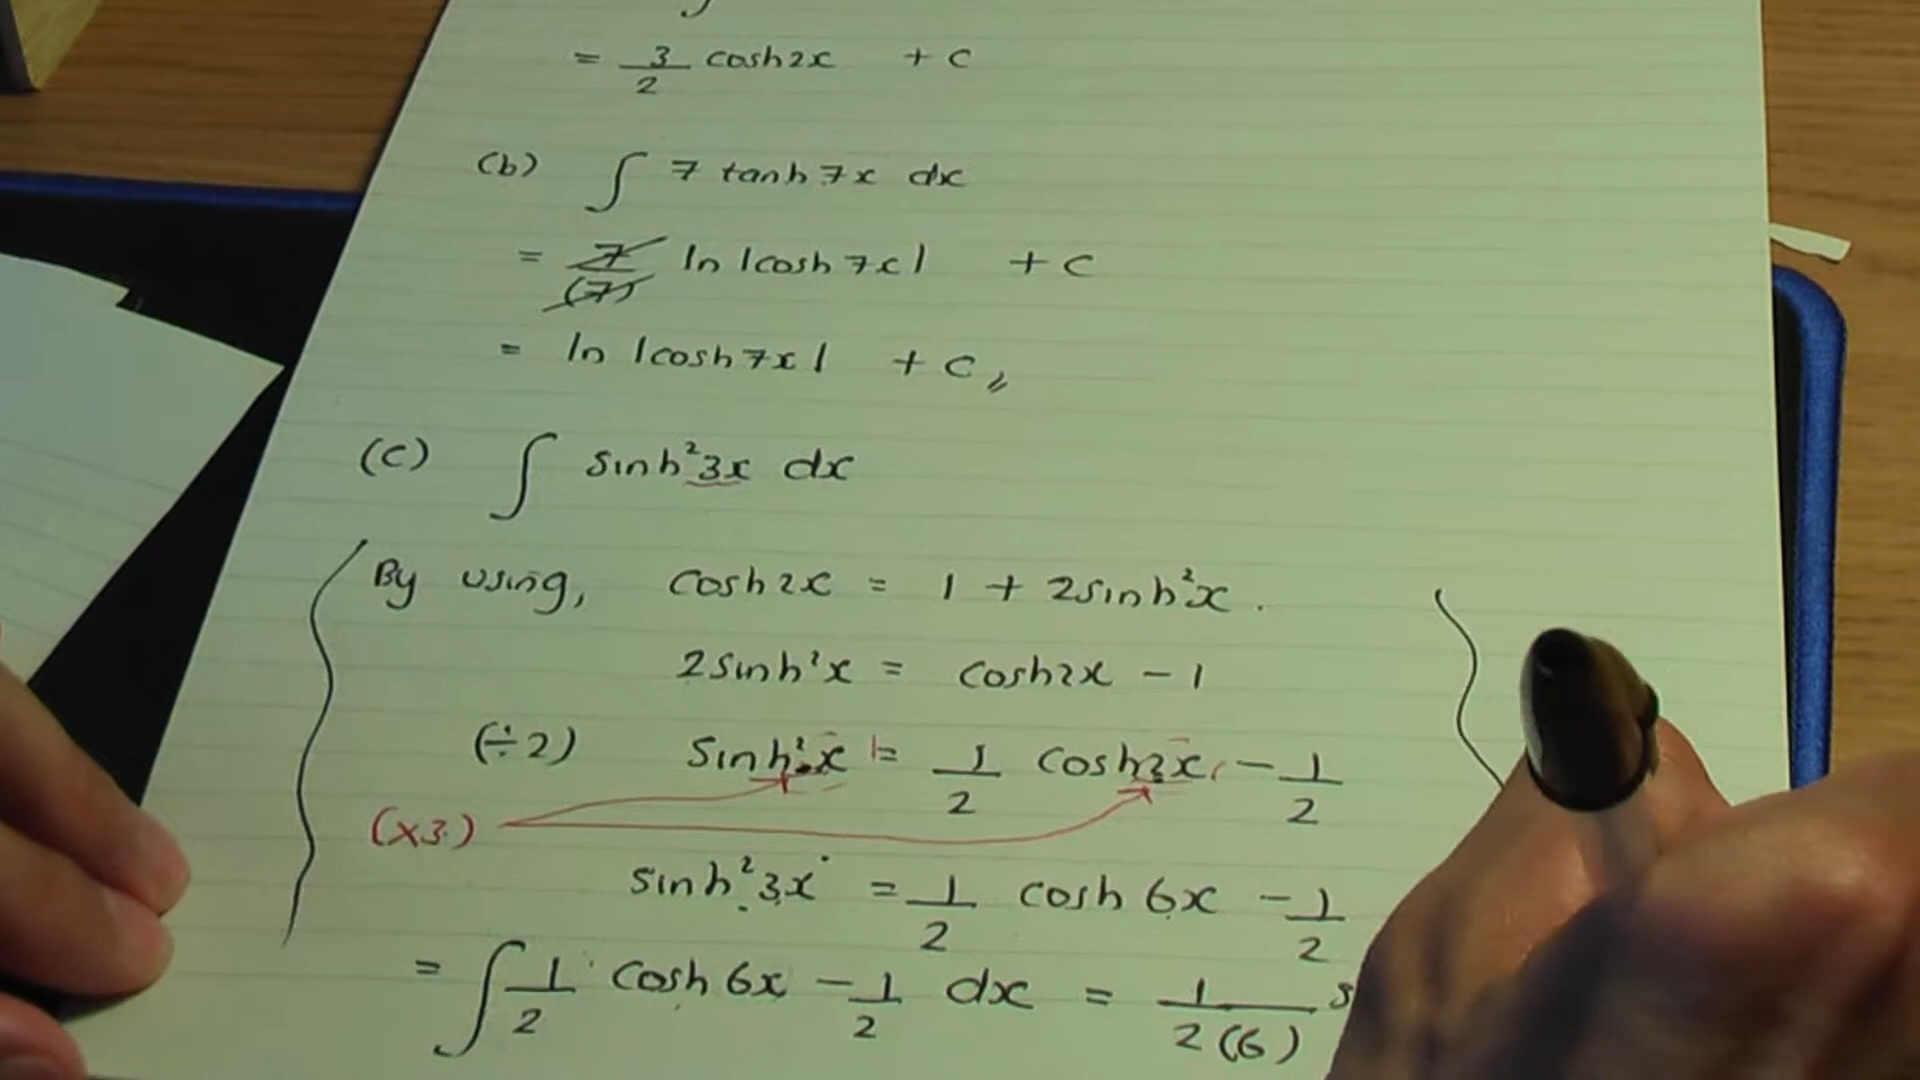 = 3/2 cosh2x + c
(b) ∫ 7 tanh 7x dx
= 7/(7) ln |cosh 7x| + c
= ln |cosh 7x| + c
(c) ∫ sinh²3x dx
By using, cosh2x = 1 + 2sinh²x.
2sinh²x = cosh2x - 1
(÷2) sinh²x = 1/2 cosh2x - 1/2
(x3)
sinh²3x = 1/2 cosh 6x - 1/2
= ∫ 1/2 cosh 6x - 1/2 dx = 1/2(6) s